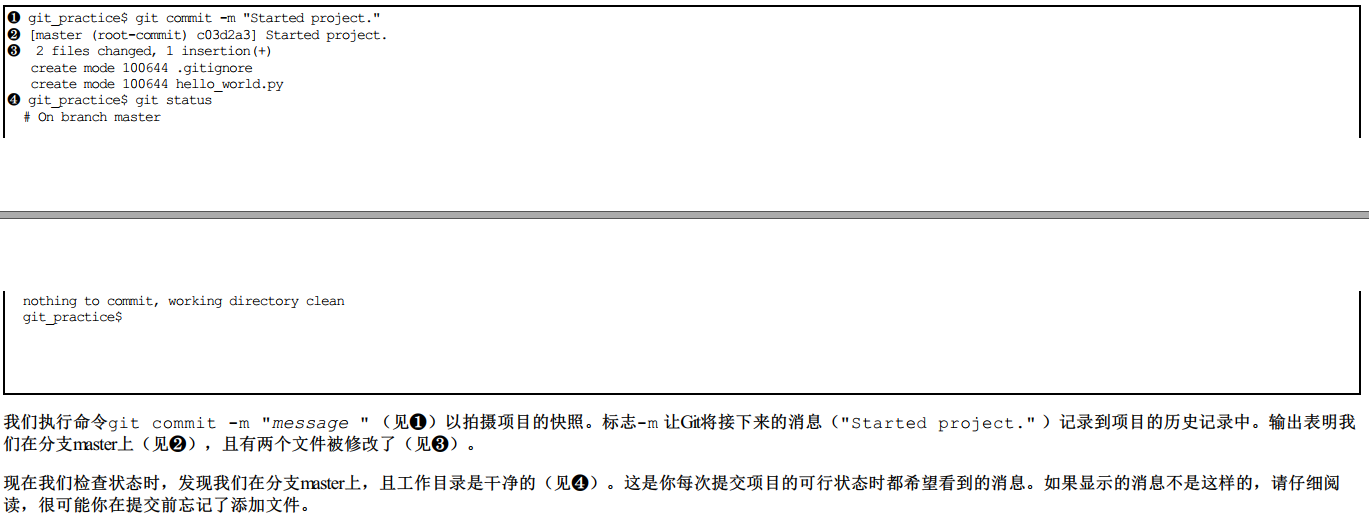 ❶ git_practice$ git commit -m "Started project."
❷ [master (root-commit) c03d2a3] Started project.
❸ 2 files changed, 1 insertion(+)
create mode 100644 .gitignore
create mode 100644 hello_world.py
❹ git_practice$ git status
# On branch master
nothing to commit, working directory clean
git_practice$
我们执行命令git commit -m "message " （见❶）以拍摄项目的快照。标志-m 让Git将接下来的消息（"Started project." ）记录到项目的历史记录中。输出表明我
们在分支master上（见❷），且有两个文件被修改了（见❸）。
现在我们检查状态时，发现我们在分支master上，且工作目录是干净的（见❹）。这是你每次提交项目的可行状态时都希望看到的消息。如果显示的消息不是这样的，请仔细阅
读，很可能你在提交前忘记了添加文件。